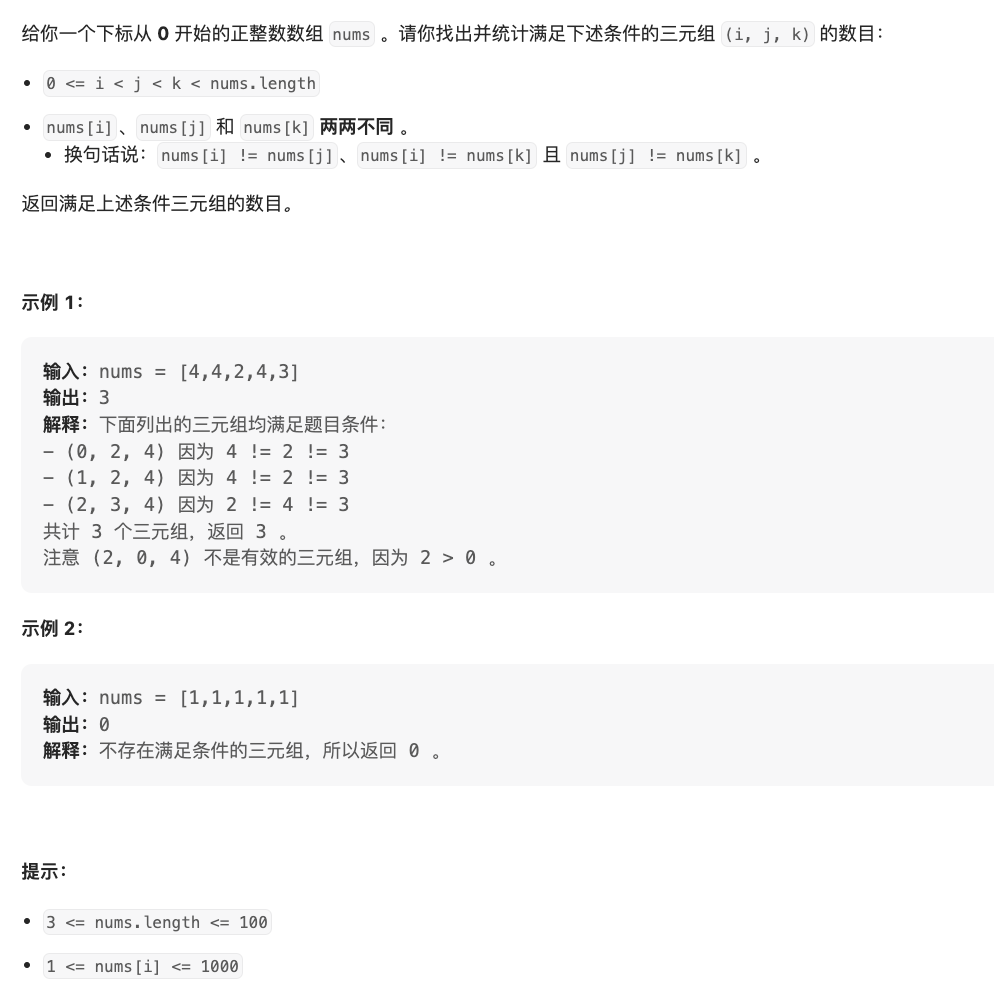 给你一个下标从 0 开始的正整数数组 nums 。请你找出并统计满足下述条件的三元组 (i, j, k) 的数目：
• 0 <= i < j < k < nums.length
• nums[i]、nums[j] 和 nums[k] 两两不同 。
• 换句话说：nums[i] != nums[j]、nums[i] != nums[k] 且 nums[j] != nums[k] 。
返回满足上述条件三元组的数目。
示例 1：
输入：nums = [4,4,2,4,3]
输出：3
解释：下面列出的三元组均满足题目条件：
- (0, 2, 4) 因为 4 != 2 != 3
- (1, 2, 4) 因为 4 != 2 != 3
- (2, 3, 4) 因为 2 != 4 != 3
共计 3 个三元组，返回 3 。
注意 (2, 0, 4) 不是有效的三元组，因为 2 > 0 。
示例 2：
输入：nums = [1,1,1,1,1]
输出：0
解释：不存在满足条件的三元组，所以返回 0 。
提示：
• 3 <= nums.length <= 100
• 1 <= nums[i] <= 1000